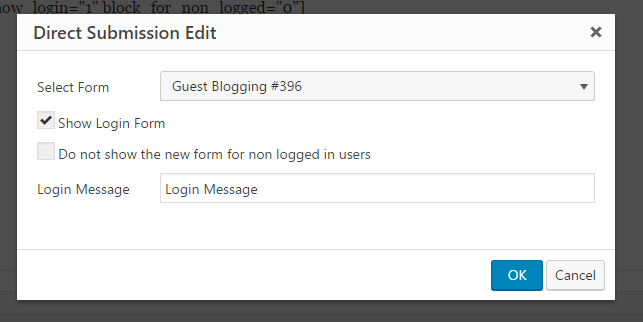 ow_login="1" block_for_non_logged="0"]
Direct Submission Edit ×
Select Form Guest Blogging #396
Show Login Form
Do not show the new form for non logged in users
Login Message Login Message
OK Cancel